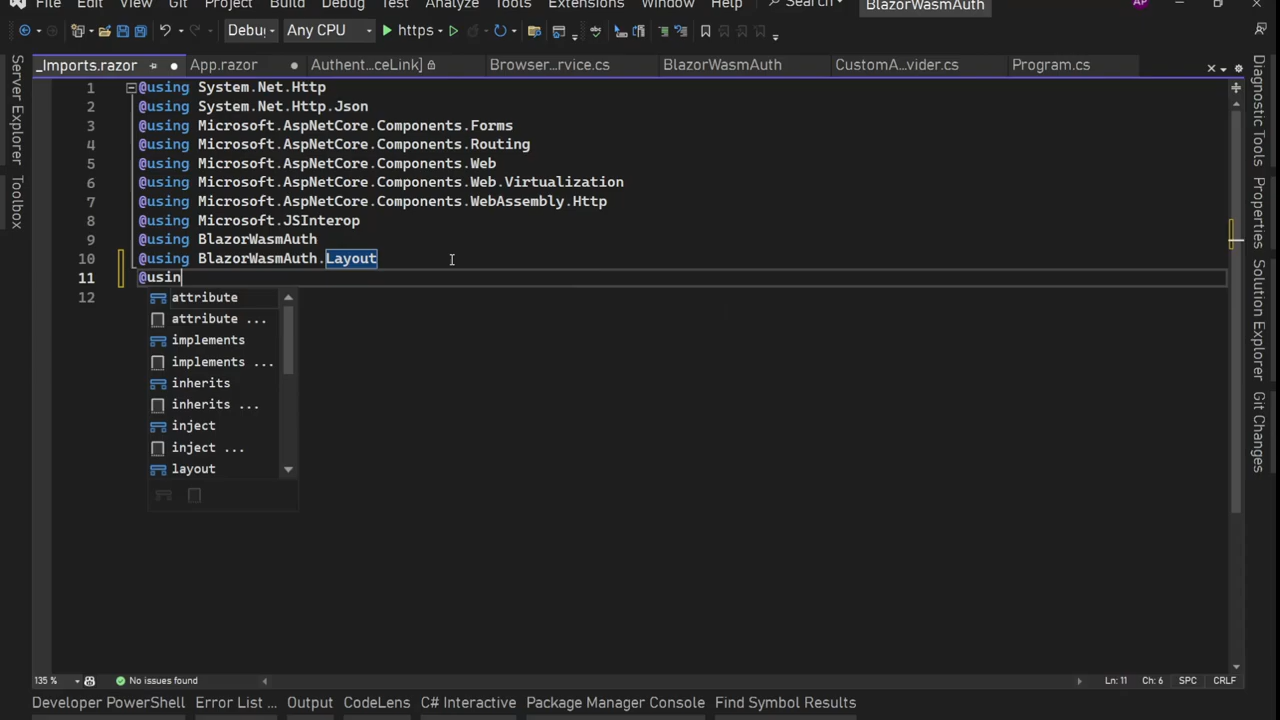 File Edit View Git Project Build Debug Test Analyze Tools Extensions Window Help Search BlazorWasmAuth AP
Debug Any CPU https
_Imports.razor App.razor Authent...ceLink] Browser...rvice.cs BlazorWasmAuth CustomA...vider.cs Program.cs
1 @using System.Net.Http
2 @using System.Net.Http.Json
3 @using Microsoft.AspNetCore.Components.Forms
4 @using Microsoft.AspNetCore.Components.Routing
5 @using Microsoft.AspNetCore.Components.Web
6 @using Microsoft.AspNetCore.Components.Web.Virtualization
7 @using Microsoft.AspNetCore.Components.WebAssembly.Http
8 @using Microsoft.JSInterop
9 @using BlazorWasmAuth
10 @using BlazorWasmAuth.Layout
11 @usin
12
attribute
attribute ...
implements
implements ...
inherits
inherits ...
inject
inject ...
layout
Server Explorer
Toolbox
Diagnostic Tools
Properties
Solution Explorer
Git Changes
135 % No issues found Ln: 11 Ch: 6 SPC CRLF
Developer PowerShell Error List ... Output CodeLens C# Interactive Package Manager Console Find Symbol Results